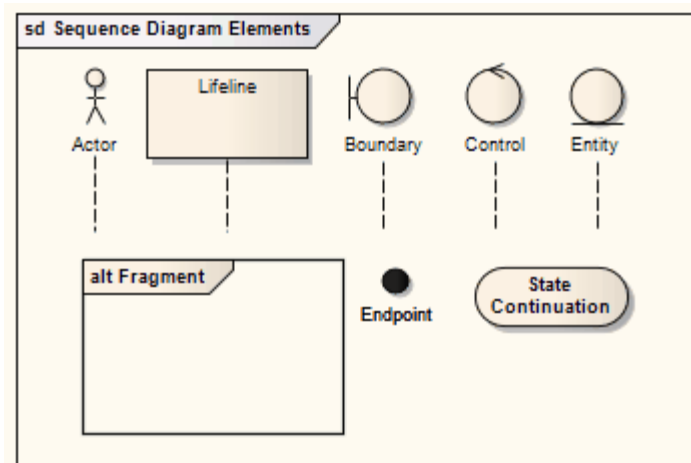 sd Sequence Diagram Elements
Lifeline
Actor
Boundary
Control
Entity
alt Fragment
Endpoint
State
Continuation